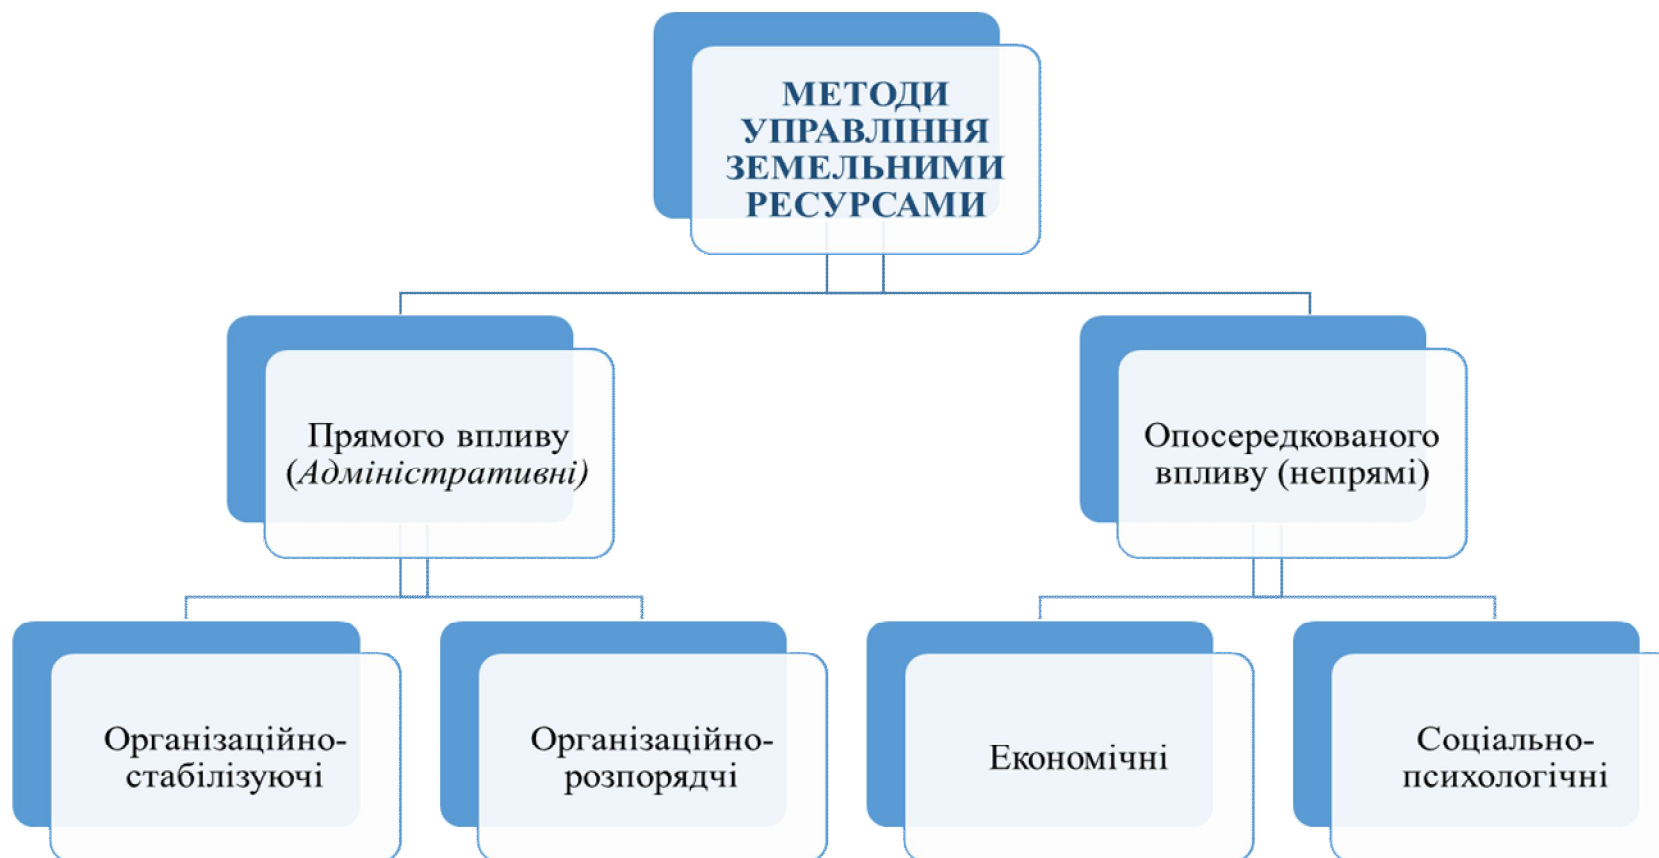 МЕТОДИ
УПРАВЛІННЯ
ЗЕМЕЛЬНИМИ
РЕСУРСАМИ
Прямого впливу
(Адміністративні)
Опосередкованого
впливу (непрямі)
Організаційно-
стабілізуючі
Організаційно-
розпорядчі
Економічні
Соціально-
психологічні